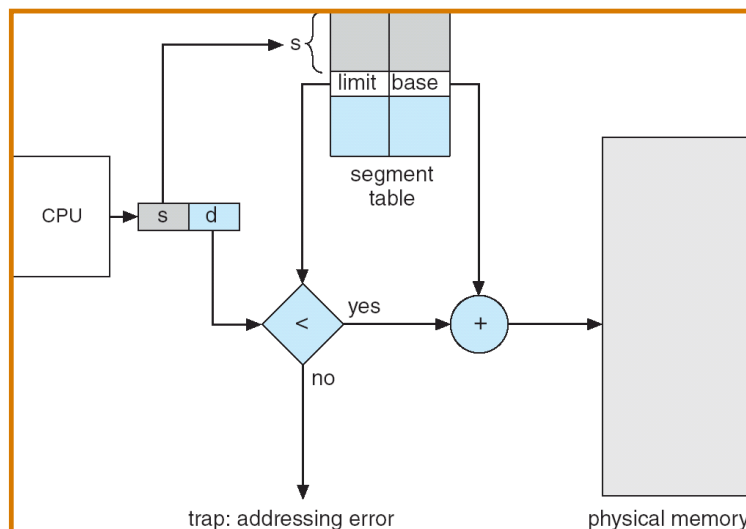 s
limit base
segment
table
CPU
s d
<
yes
+
no
trap: addressing error
physical memory